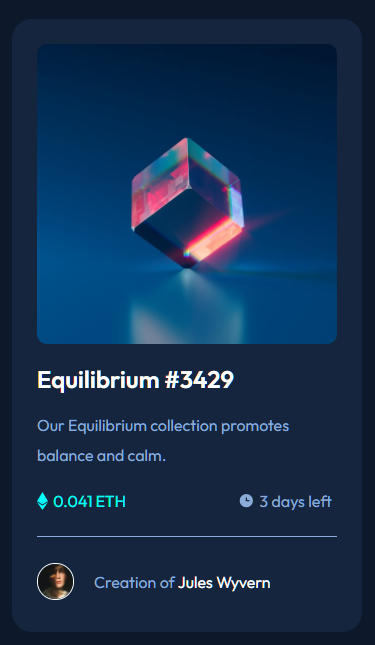 Equilibrium #3429
Our Equilibrium collection promotes
balance and calm.
0.041 ETH
3 days left
Creation of Jules Wyvern